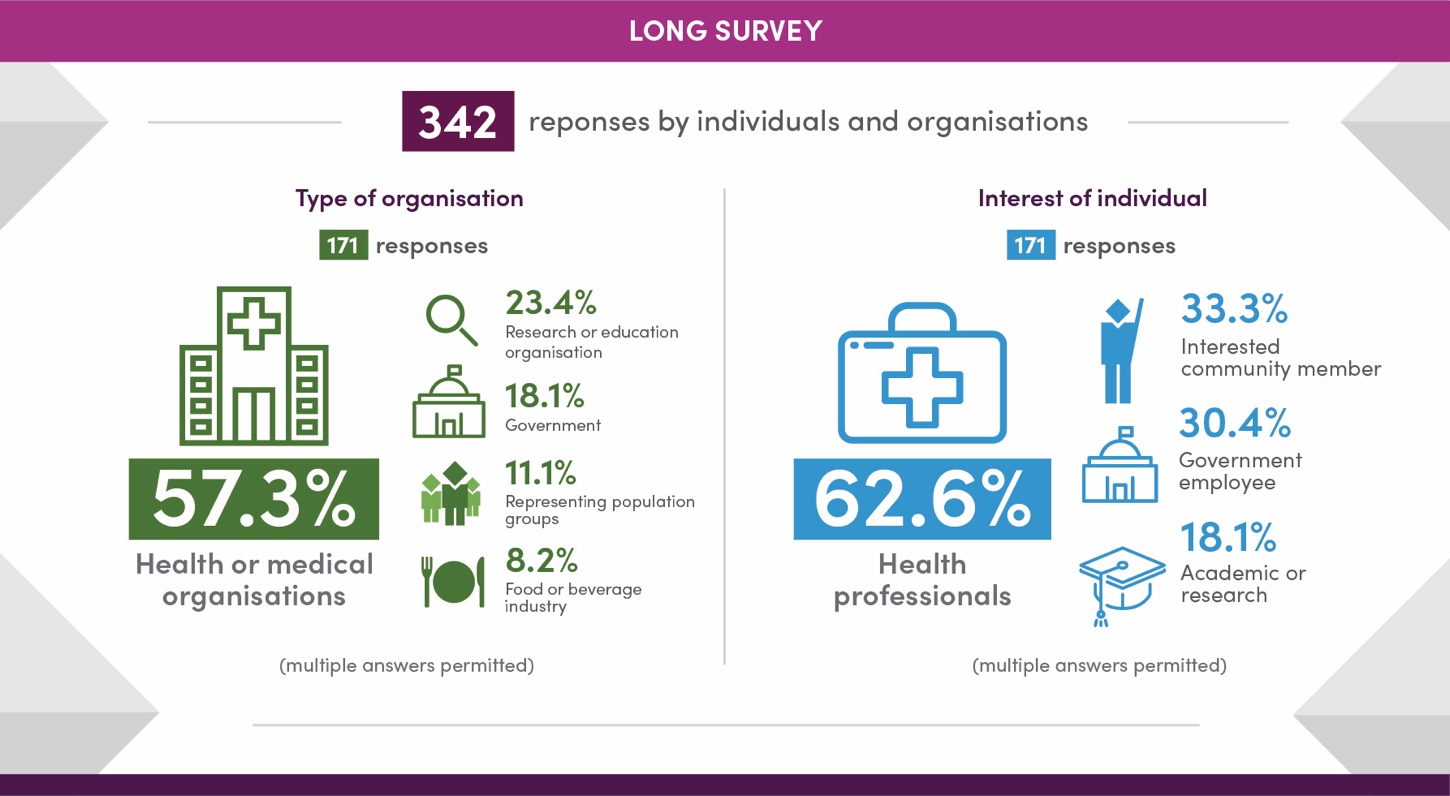 LONG SURVEY
342 reponses by individuals and organisations
Type of organisation
171 responses
57.3%
Health or medical
organisations
23.4%
Research or education
organisation
18.1%
Government
11.1%
Representing population
groups
8.2%
Food or beverage
industry
(multiple answers permitted)
Interest of individual
171 responses
62.6%
Health
professionals
33.3%
Interested
community member
30.4%
Government
employee
18.1%
Academic or
research
(multiple answers permitted)